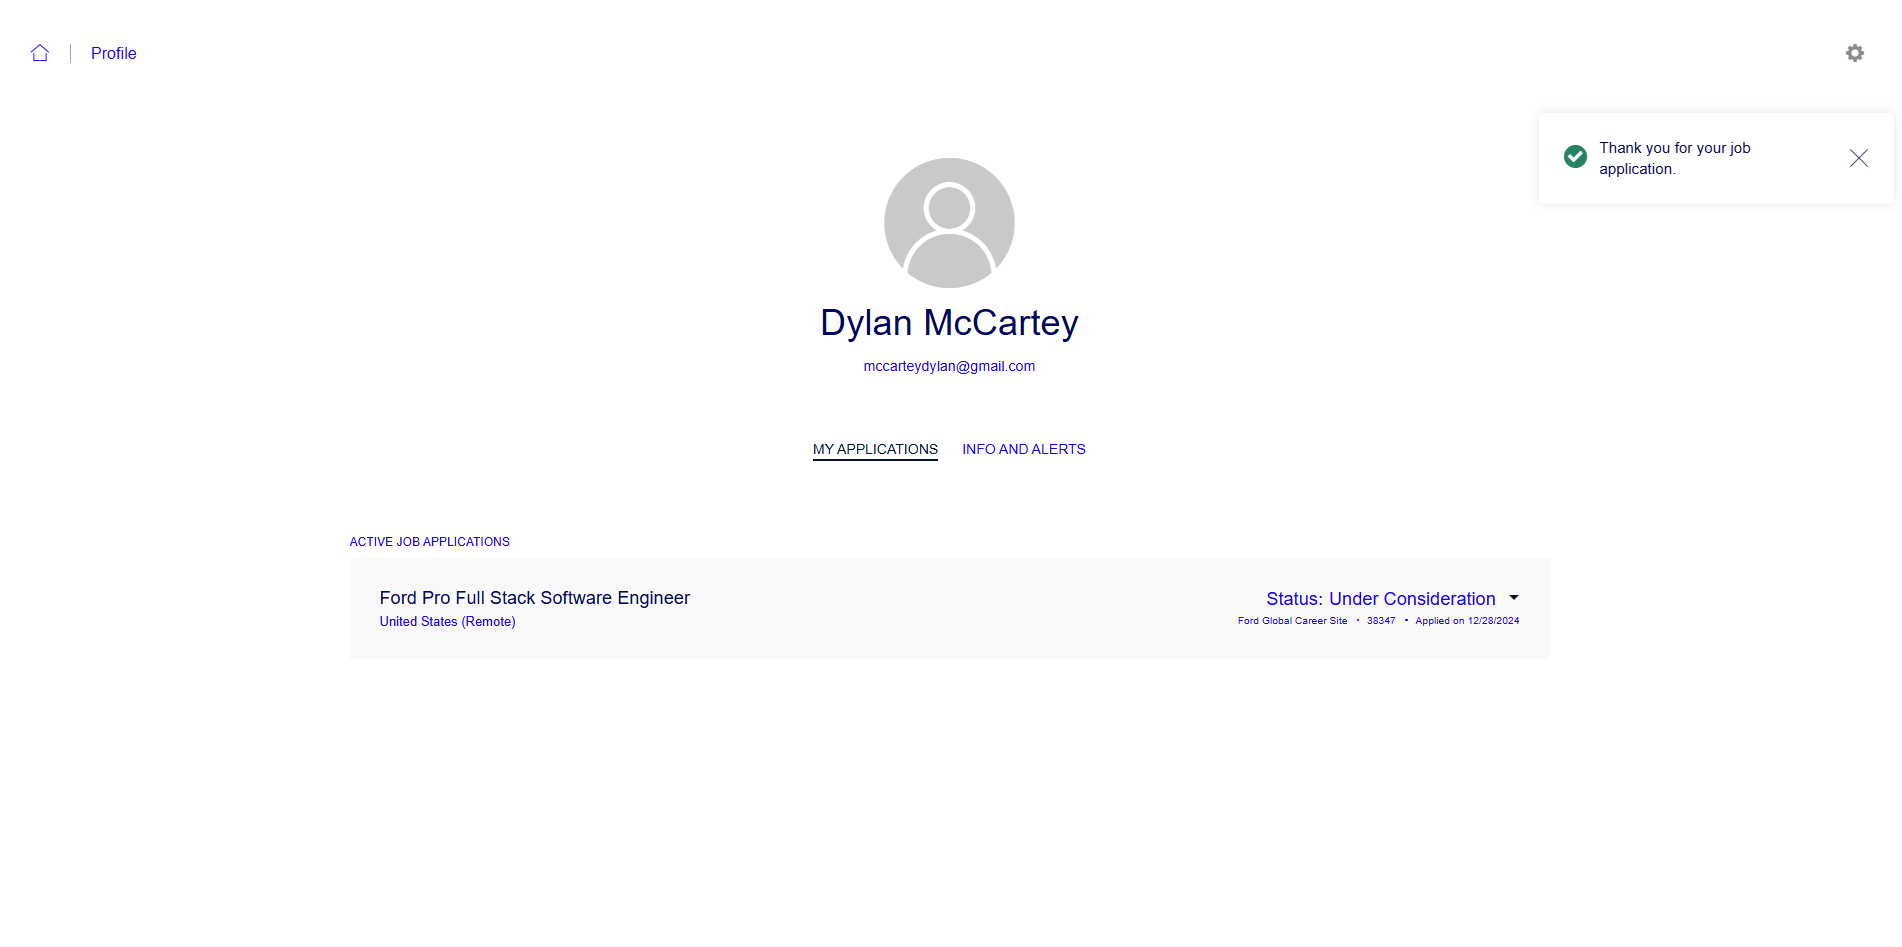 Profile
Thank you for your job
application.
Dylan McCartey
mccarteydylan@gmail.com
MY APPLICATIONS INFO AND ALERTS
ACTIVE JOB APPLICATIONS
Ford Pro Full Stack Software Engineer
United States (Remote)
Status: Under Consideration
Ford Global Career Site • 38347 • Applied on 12/28/2024